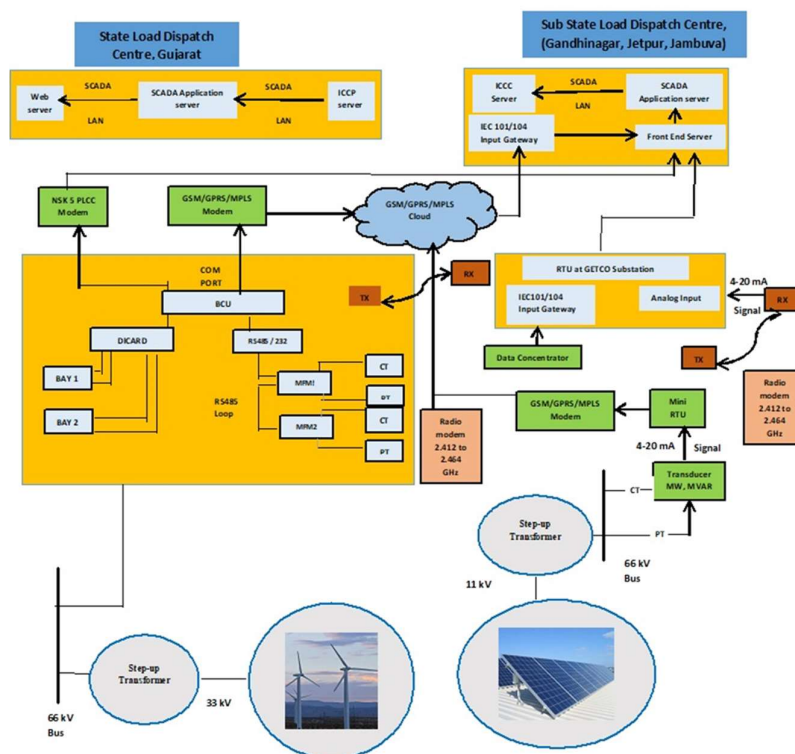 State Load Dispatch
Centre, Gujarat
Sub State Load Dispatch Centre,
(Gandhinagar, Jetpur, Jambuva)
Web
server
SCADA
LAN
SCADA Application
server
SCADA
LAN
ICCP
server
ICCC
Server
SCADA
LAN
SCADA
Application server
IEC 101/104
Input Gateway
Front End Server
NSK 5 PLCC
Modem
GSM/GPRS/MPLS
Modem
GSM/GPRS/MPLS
Cloud
COM
PORT
BCU
TX
RX
RTU at GETCO Substation
IEC101/104
Input Gateway
Analog Input
4-20 mA
Signal
RX
TX
DICARD
RS485 / 232
BAY 1
BAY 2
RS485
Loop
MFM1
MFM2
CT
PT
CT
PT
Data Concentrator
Radio
modem
2.412 to
2.464
GHz
GSM/GPRS/MPLS
Modem
Mini
RTU
Radio modem
2.412 to
2.464 GHz
4-20 mA
Signal
Transducer
MW, MVAR
CT
PT
Step-up
Transformer
66 kV
Bus
11 kV
Step-up
Transformer
33 kV
66 kV
Bus